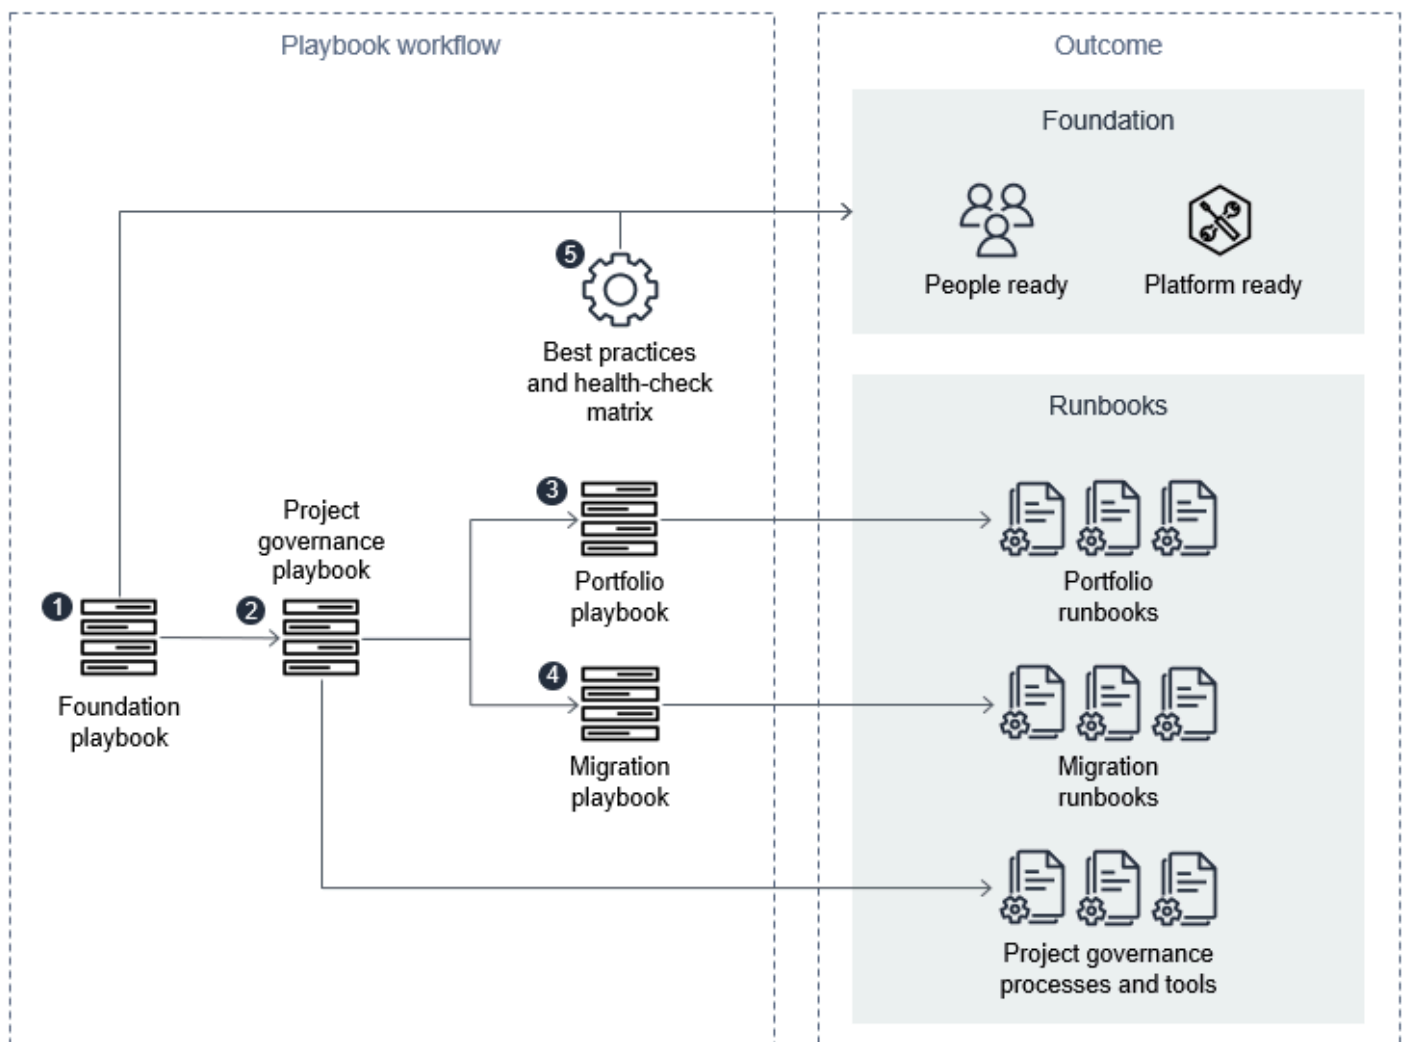 Playbook workflow
Outcome
Foundation
People ready
Platform ready
5
Best practices
and health-check
matrix
Runbooks
Project
governance
playbook
3
Portfolio
playbook
Portfolio
runbooks
1
2
Foundation
playbook
4
Migration
playbook
Migration
runbooks
Project governance
processes and tools